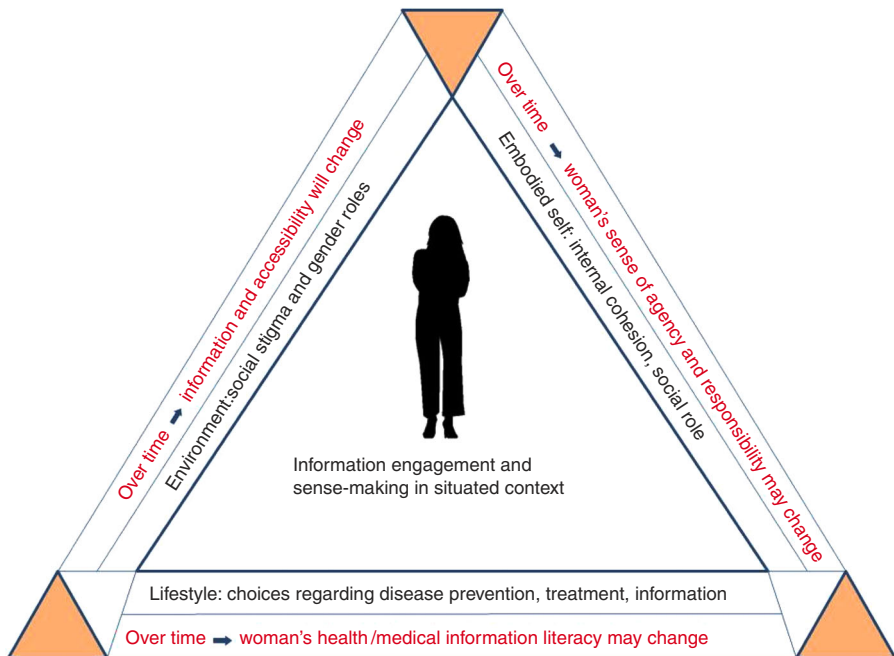 Over time → information and accessibility will change
Environment:social stigma and gender roles
Over time → woman's sense of agency and responsibility may change
Embodied self: internal cohesion, social role
Information engagement and
sense-making in situated context
Lifestyle: choices regarding disease prevention, treatment, information
Over time → woman's health/medical information literacy may change